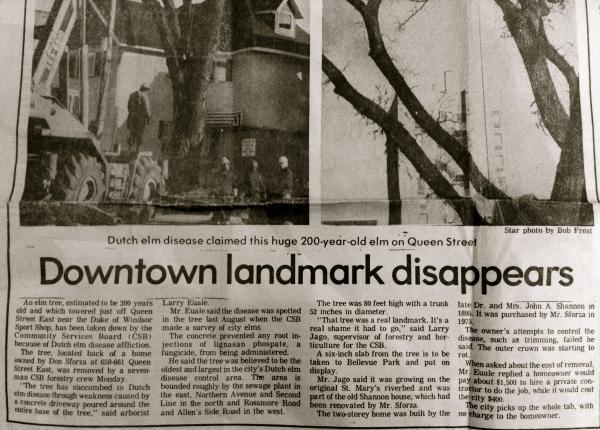 Star photo by Bob Frost
Dutch elm disease claimed this huge 200-year-old elm on Queen Street
Downtown landmark disappears
An elm tree, estimated to be 200 years
old and which towered just off Queen
Street East near the Duke of Windsor
Sport Shop, has been taken down by the
Community Services Board (CSB)
because of Dutch elm disease affliction.
The tree, located back of a home
owned by Don Sforza at 659-661 Queen
Street East, was removed by a seven-
man CSB forestry crew Monday.
"The tree has succumbed to Dutch
elm disease through weakness caused by
a concrete driveway poured around the
entire base of the tree," said arborist
Larry Euale.
Mr. Euale said the disease was spotted
in the tree last August when the CSB
made a survey of city elms.
The concrete prevented any root in-
jections of lignasan phospate, a
fungicide, from being administered.
He said the tree was believed to be the
oldest and largest in the city's Dutch elm
disease control area. The area is
bounded roughly by the sewage plant in
the east, Northern Avenue and Second
Line in the north and Rossmore Road
and Allen's Side Road in the west.
The tree was 80 feet high with a trunk
52 inches in diameter.
"That tree was a real landmark. It's a
real shame it had to go," said Larry
Jago, supervisor of forestry and hor-
ticulture for the CSB.
A six-inch slab from the tree is to be
taken to Bellevue Park and put on
display.
Mr. Jago said it was growing on the
original St. Mary's riverbed and was
part of the old Shannon house, which had
been renovated by Mr. Sforza.
The two-storey home was built by the
late Dr. and Mrs. John A. Shannon in
1895. It was purchased by Mr. Sforza in
1975.
The owner's attempts to control the
disease, such as trimming, failed he
said. The outer crown was starting to
rot.
When asked about the cost of removal,
Mr. Euale replied a homeowner would
pay about $1,500 to hire a private con-
tractor to do the job, while it would cost
the city $400.
The city picks up the whole tab, with
no charge to the homeowner.